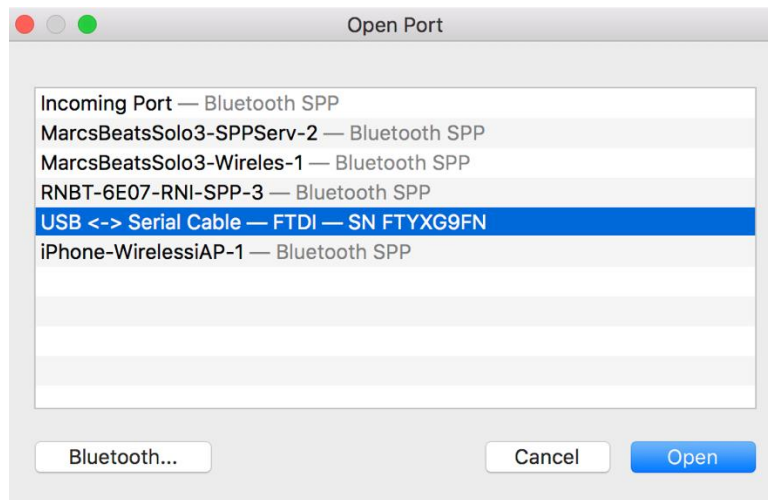 Open Port
Incoming Port — Bluetooth SPP
MarcsBeatsSolo3-SPPServ-2 — Bluetooth SPP
MarcsBeatsSolo3-Wireles-1 — Bluetooth SPP
RNBT-6E07-RNI-SPP-3 — Bluetooth SPP
USB <-> Serial Cable — FTDI — SN FTYXG9FN
iPhone-WirelessiAP-1 — Bluetooth SPP
Bluetooth... Cancel Open